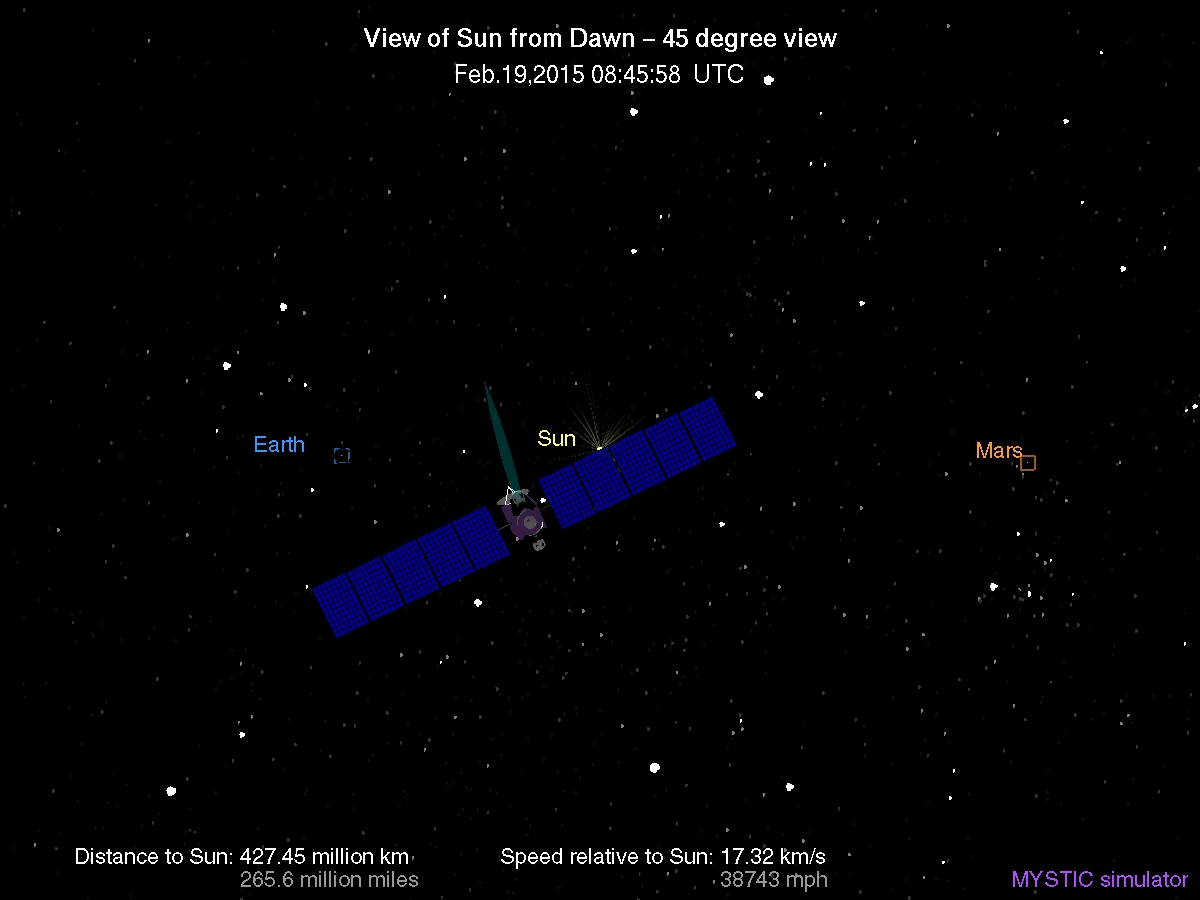 View of Sun from Dawn – 45 degree view
Feb.19,2015 08:45:58 UTC
Sun
Earth
Mars
Distance to Sun: 427.45 million km
265.6 million miles
Speed relative to Sun: 17.32 km/s
38743 mph
MYSTIC simulator